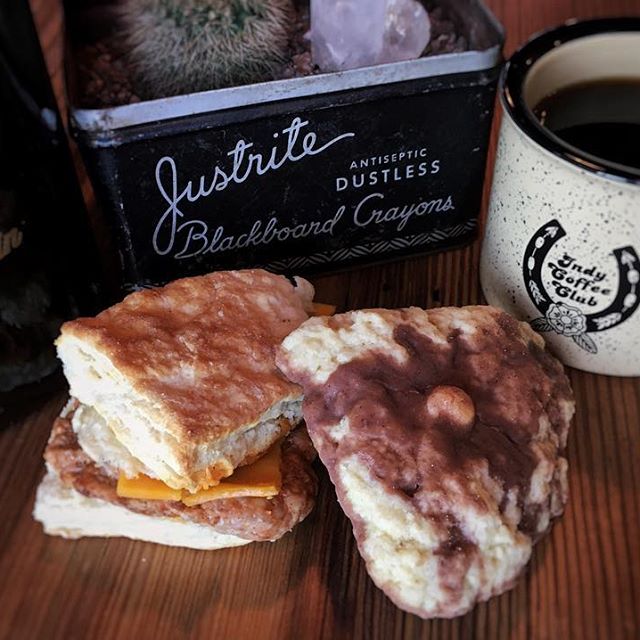 Justrite
ANTISEPTIC
DUSTLESS
Blackboard Crayons
Indy
Coffee
Club